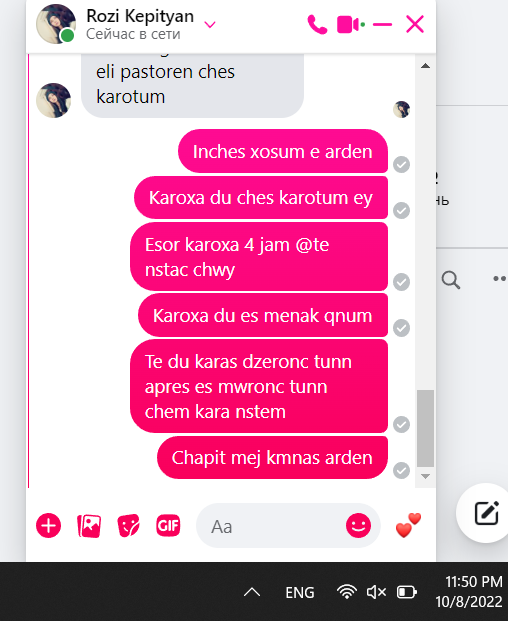 Rozi Kepityan
Сейчас в сети
eli pastoren ches
karotum
Inches xosum e arden
Karoxa du ches karotum ey
Esor karoxa 4 jam @te
nstac chwy
Karoxa du es menak qnum
Te du karas dzeronc tunn
apres es mwronc tunn
chem kara nstem
Chapit mej kmnas arden
GIF
Aa
нь
ENG
11:50 PM
10/8/2022